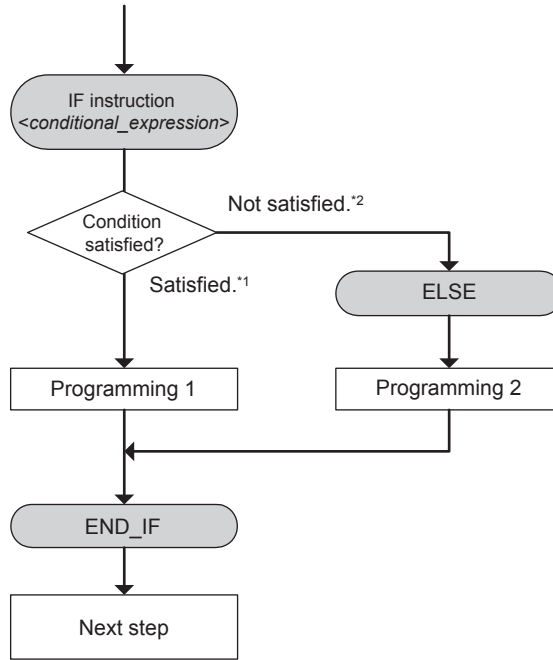 IF instruction
<conditional_expression>
Condition
satisfied?
Not satisfied.*2
Satisfied.*1
ELSE
Programming 1
Programming 2
END_IF
Next step